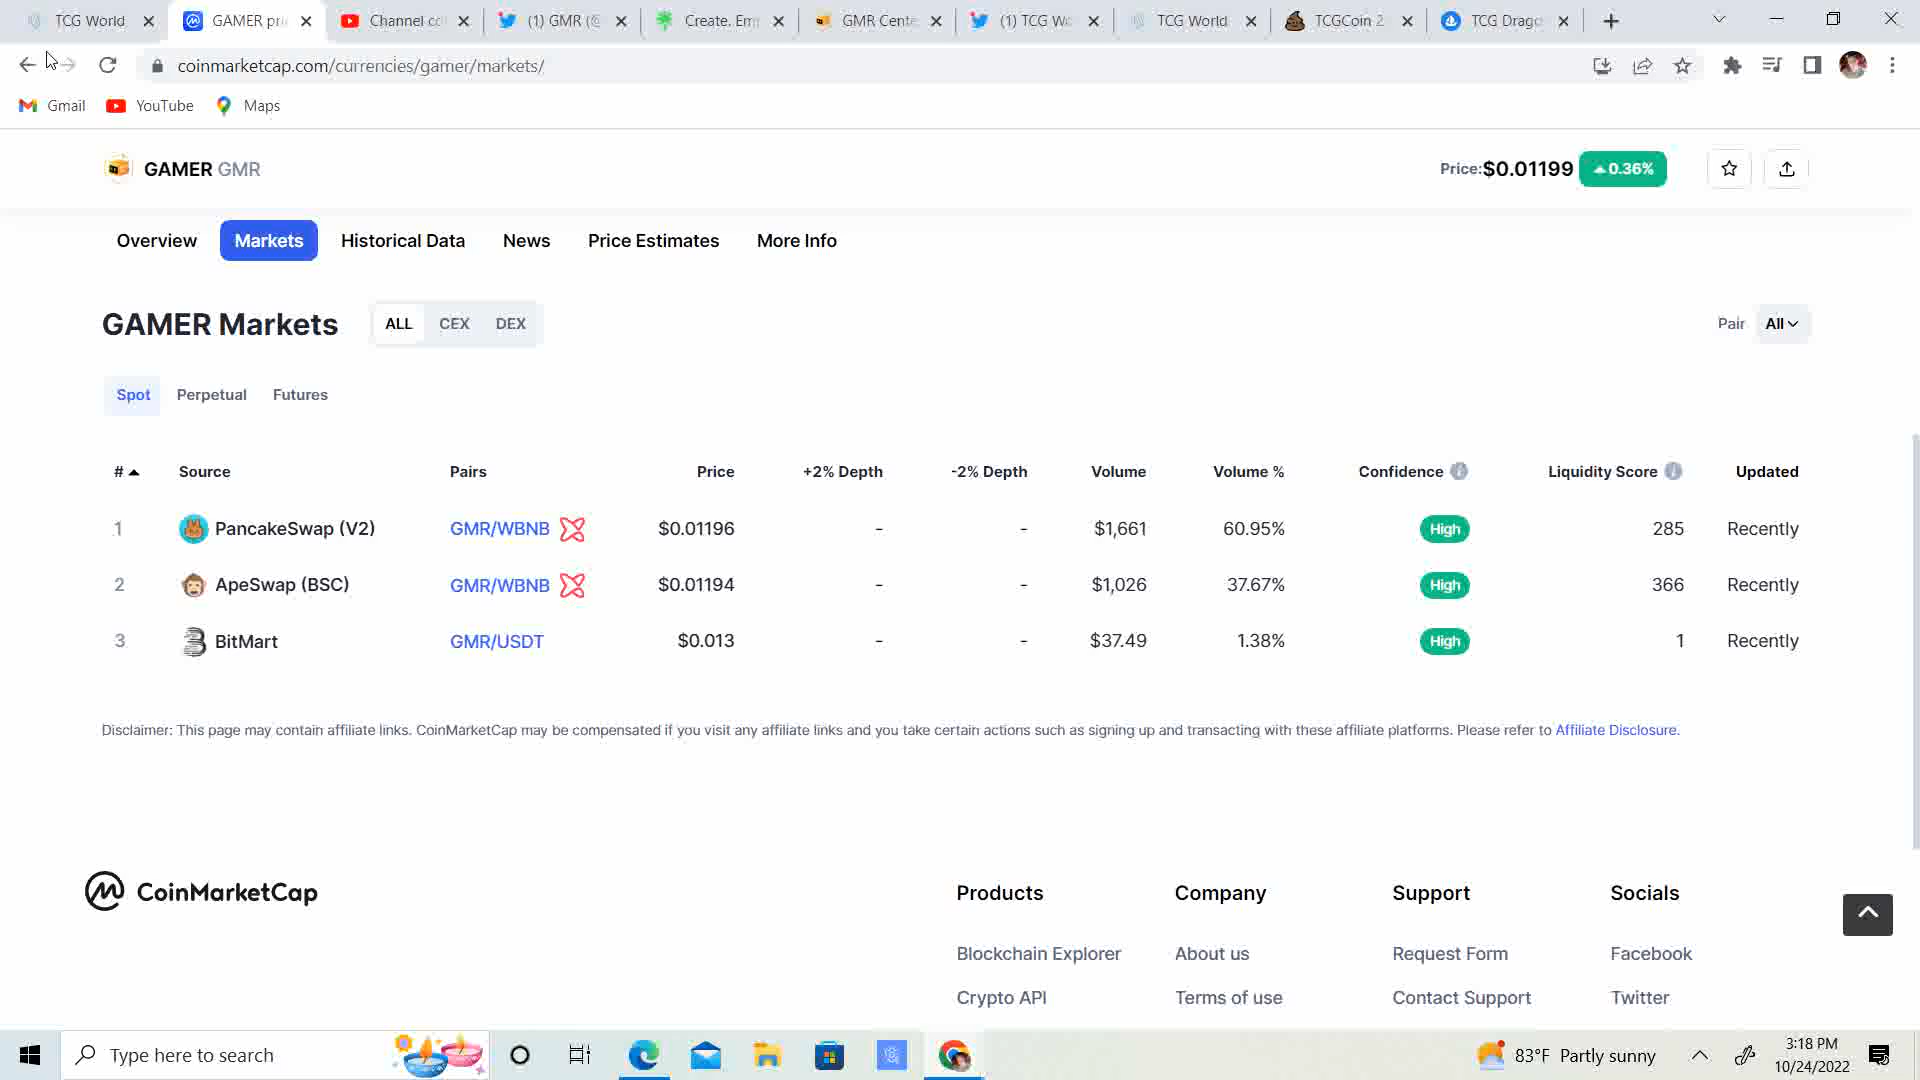 TCG World
GAMER pri
Channel co
(1) GMR (@
Create. Em
GMR Cente
(1) TCG Wo
TCG World
TCGCoin 2
TCG Drago
coinmarketcap.com/currencies/gamer/markets/
Gmail YouTube Maps
GAMER GMR
Price:$0.01199 0.36%
Overview Markets Historical Data News Price Estimates More Info
GAMER Markets ALL CEX DEX
Pair All
Spot Perpetual Futures
# Source Pairs Price +2% Depth -2% Depth Volume Volume % Confidence Liquidity Score Updated
1 PancakeSwap (V2) GMR/WBNB $0.01196 - - $1,661 60.95% High 285 Recently
2 ApeSwap (BSC) GMR/WBNB $0.01194 - - $1,026 37.67% High 366 Recently
3 BitMart GMR/USDT $0.013 - - $37.49 1.38% High 1 Recently
Disclaimer: This page may contain affiliate links. CoinMarketCap may be compensated if you visit any affiliate links and you take certain actions such as signing up and transacting with these affiliate platforms. Please refer to Affiliate Disclosure.
CoinMarketCap
Products Company Support Socials
Blockchain Explorer About us Request Form Facebook
Crypto API Terms of use Contact Support Twitter
Type here to search
83°F Partly sunny
3:18 PM
10/24/2022